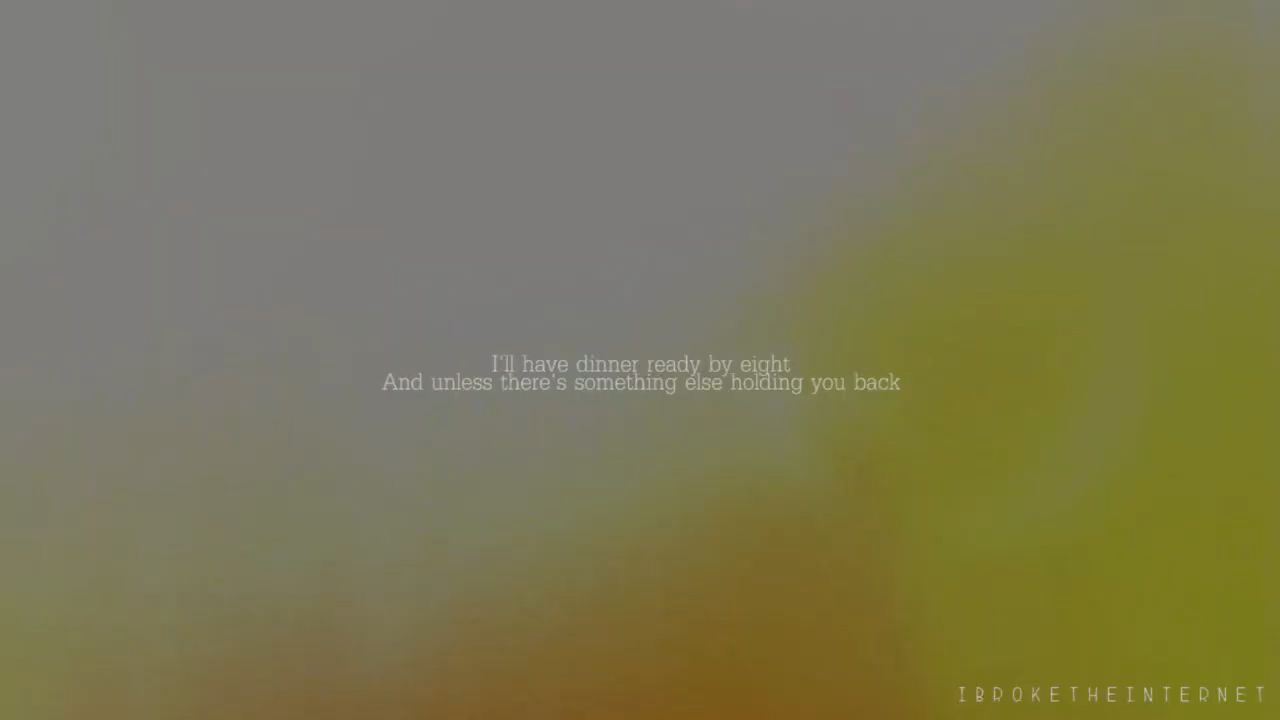 I'll have dinner ready by eight
And unless there's something else holding you back
IBROKETHEINTERNET